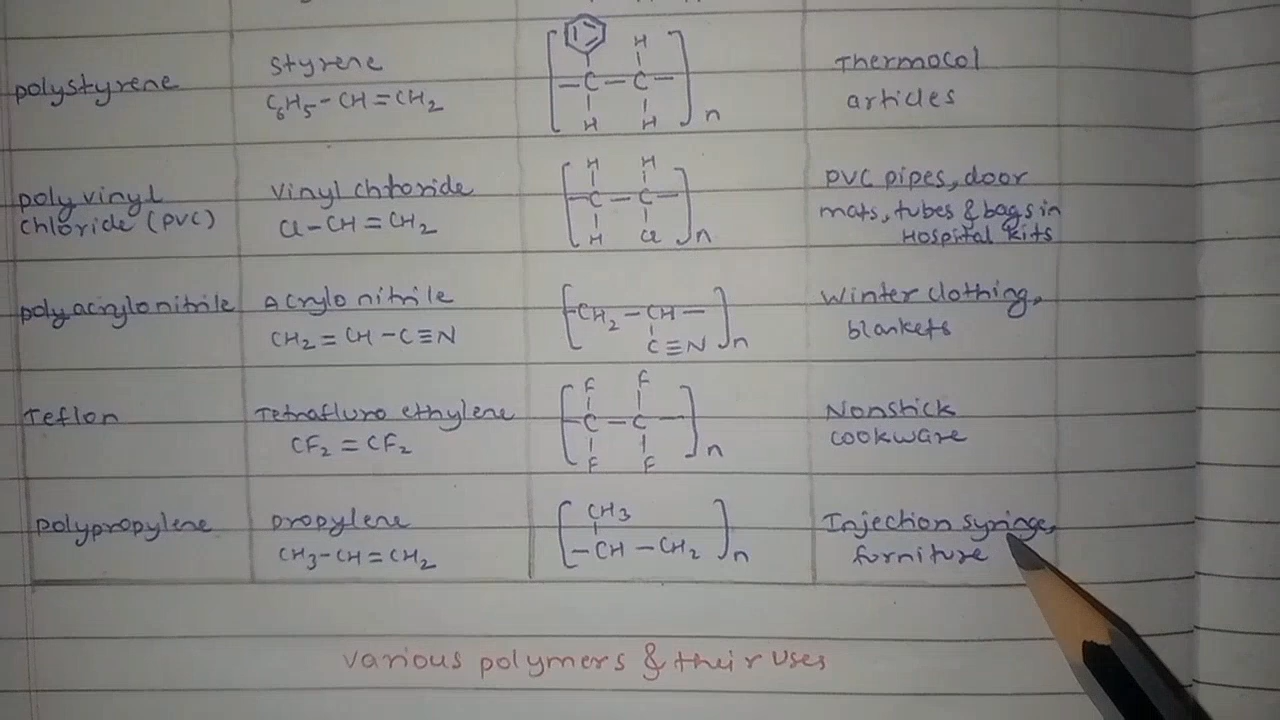 polystyrene
styrene
C6H5-CH=CH2
H
-C-C-
H H
n
Thermocol
articles
poly vinyl
chloride (PVC)
vinyl chloride
Cl-CH=CH2
H H
-C-C-
H Cl
n
PVC pipes, door
mats, tubes & bags in
Hospital kits
polyacrylonitrile
Acrylo nitrile
CH2=CH-C≡N
CH2-CH-
C≡N
n
Winter clothing,
blankets
Teflon
Tetrafluro ethylene
CF2=CF2
F F
-C-C-
F F
n
Nonstick
cookware
polypropylene
propylene
CH3-CH=CH2
CH3
-CH-CH2
n
Injection syringe,
furniture
various polymers & their uses